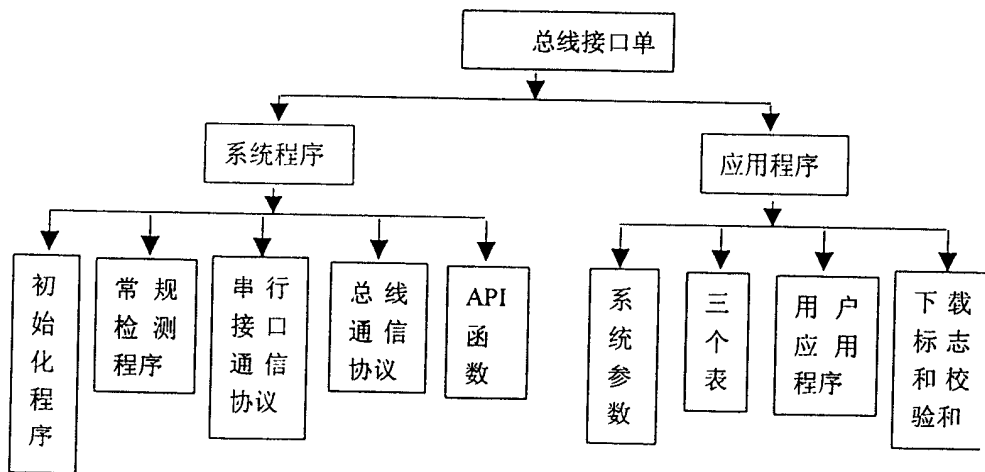 总线接口单
系统程序
应用程序
初
始
化
程
序
常规
检测
程序
串行
接口
通信
协议
总线
通信
协议
API
函
数
系
统
参
数
三
个
表
用户
应用
程序
下载
标志
和校
验和